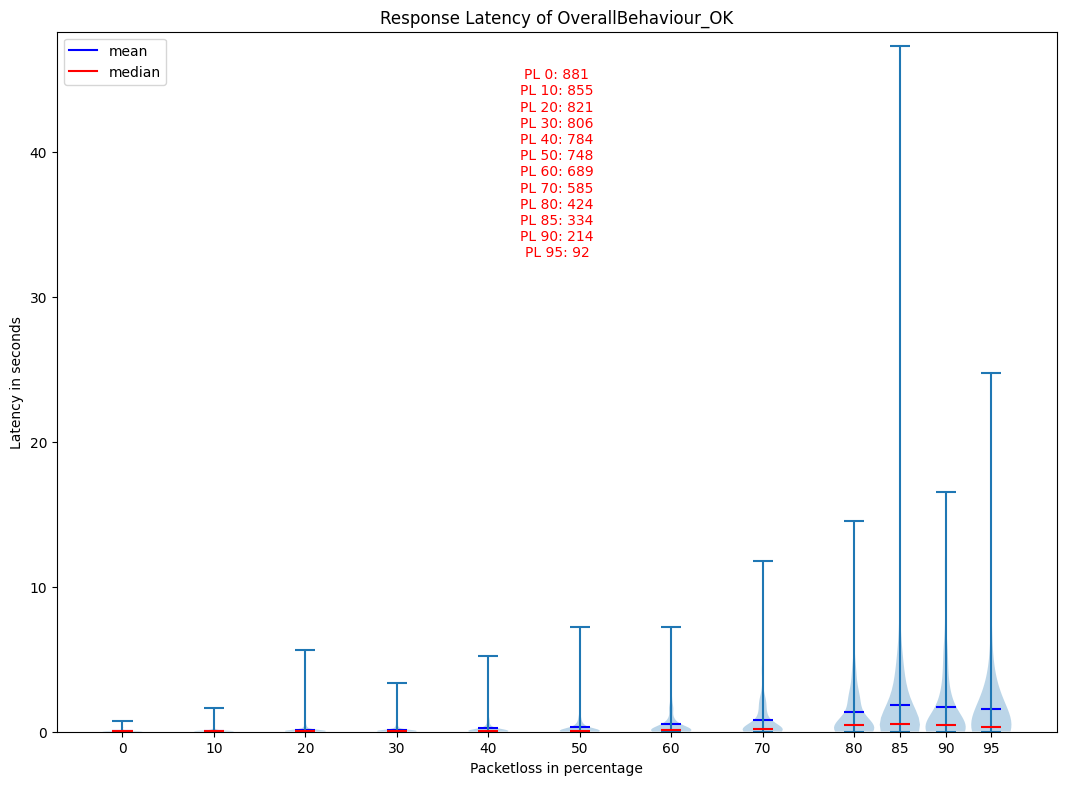 Response Latency of OverallBehaviour_OK
mean
median
PL 0: 881
PL 10: 855
PL 20: 821
PL 30: 806
PL 40: 784
PL 50: 748
PL 60: 689
PL 70: 585
PL 80: 424
PL 85: 334
PL 90: 214
PL 95: 92
Latency in seconds
40
30
20
10
0
0 10 20 30 40 50 60 70 80 85 90 95
Packetloss in percentage